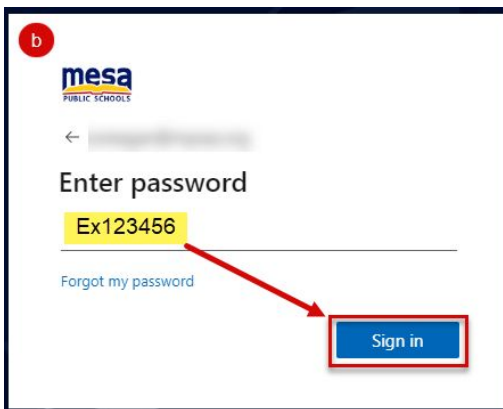 b
mesa
PUBLIC SCHOOLS
←
Enter password
Ex123456
Forgot my password
Sign in